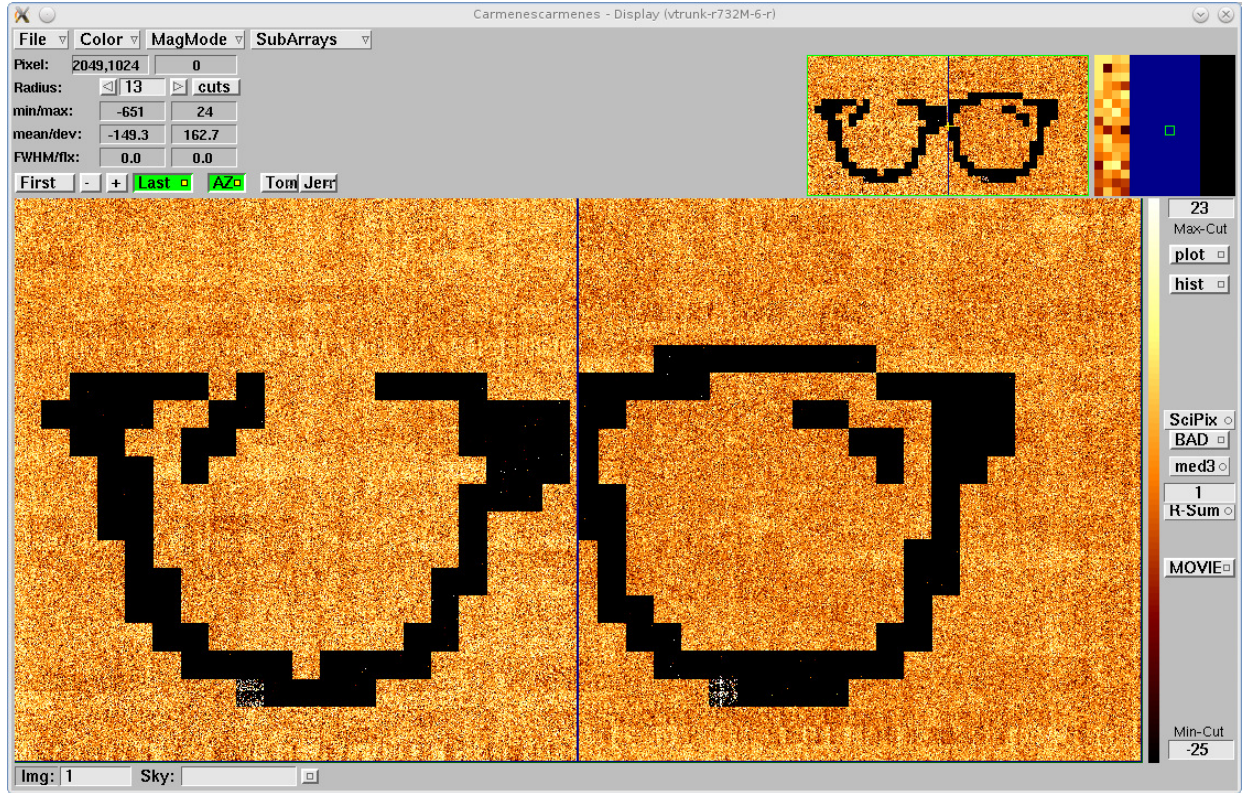 Carmenescarmenes - Display (vtrunk-r732M-6-r)
File Color MagMode SubArrays
Pixel: 2049,1024 0
Radius: 13 cuts
min/max: -651 24
mean/dev: -149.3 162.7
FWHM/flx: 0.0 0.0
First - + Last AZ Tom Jerr
23
Max-Cut
plot
hist
SciPix
BAD
med3
1
R-Sum
MOVIE
Min-Cut
-25
Img: 1 Sky: